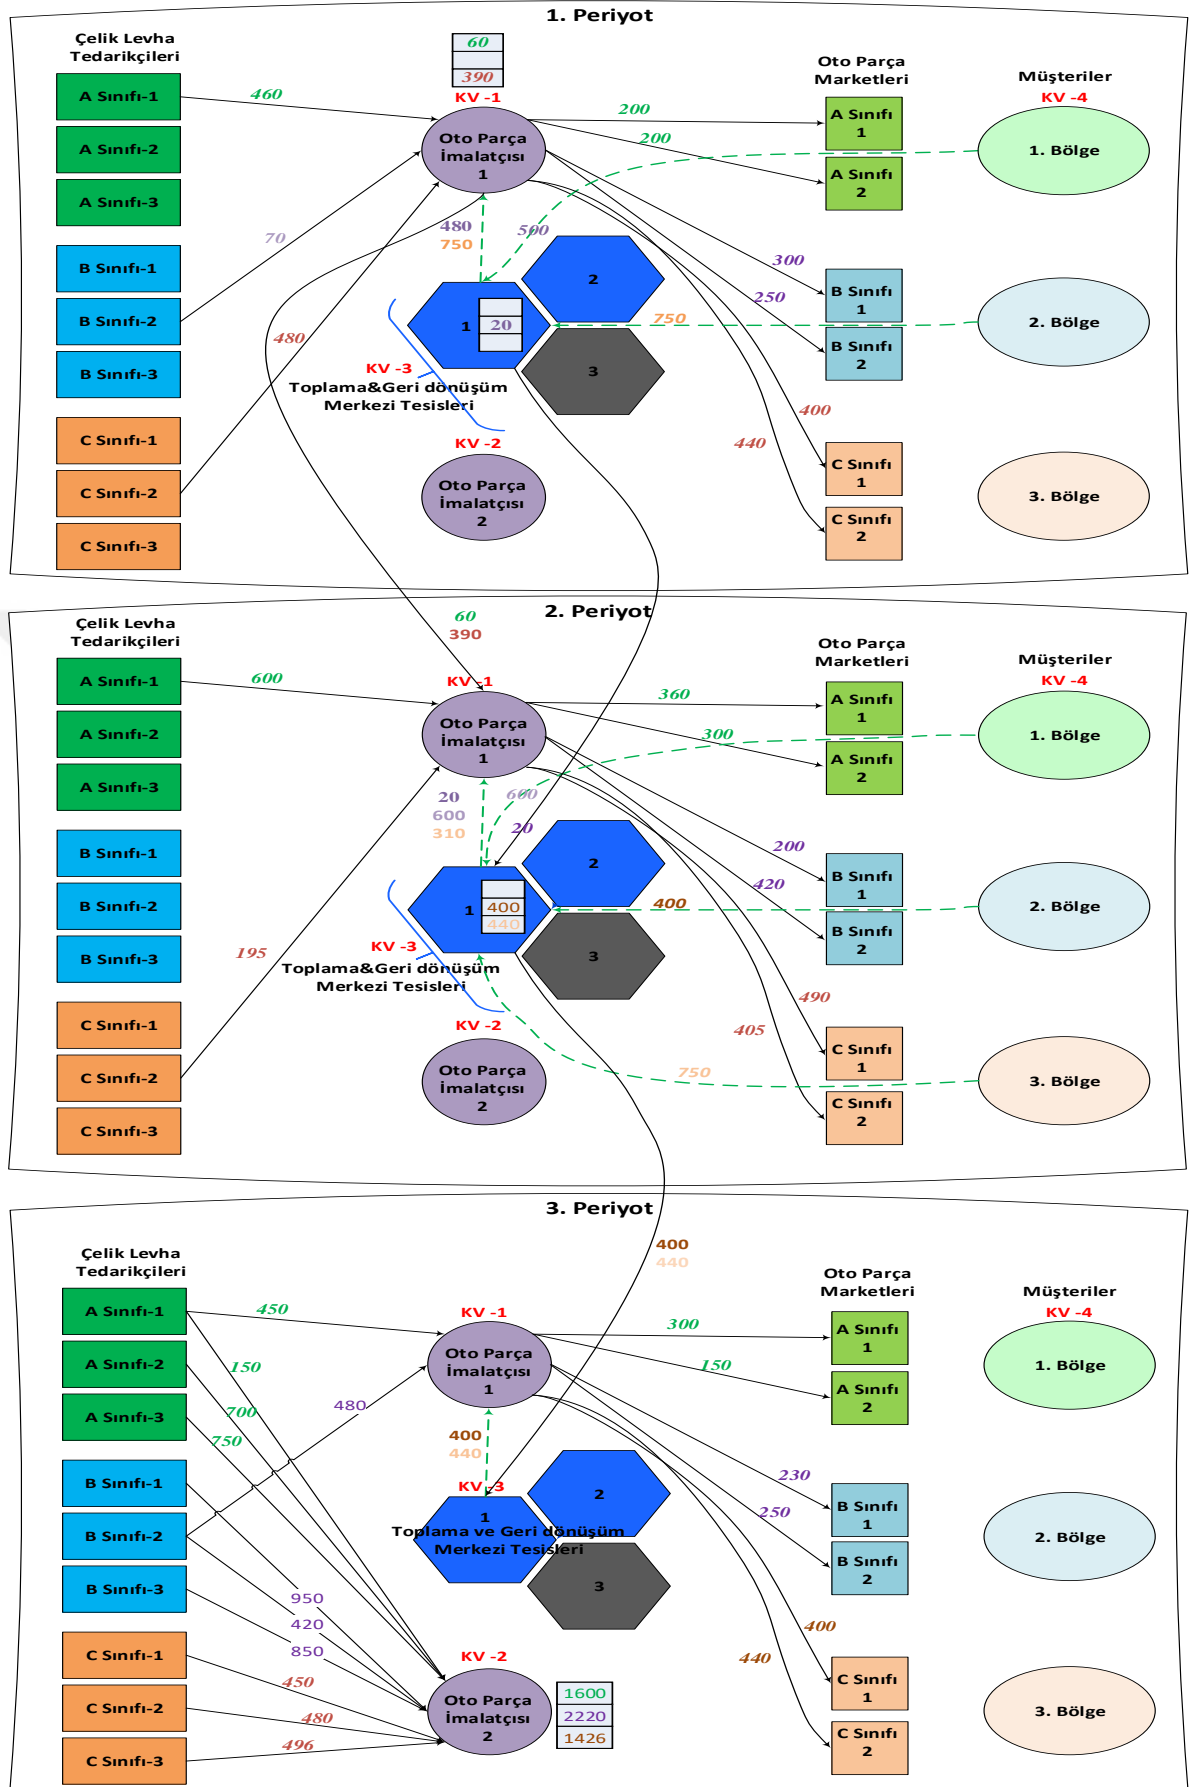 1. Periyot
Çelik Levha
Tedarikçileri
A Sınıfı-1
A Sınıfı-2
A Sınıfı-3
B Sınıfı-1
B Sınıfı-2
B Sınıfı-3
C Sınıfı-1
C Sınıfı-2
C Sınıfı-3
460
70
480
60
390
KV -1
Oto Parça
İmalatçısı
1
480
750
500
200
200
300
250
750
400
440
1
20
2
3
KV -3
Toplama&Geri dönüşüm
Merkezi Tesisleri
KV -2
Oto Parça
İmalatçısı
2
Oto Parça
Marketleri
A Sınıfı
1
A Sınıfı
2
B Sınıfı
1
B Sınıfı
2
C Sınıfı
1
C Sınıfı
2
Müşteriler
KV -4
1. Bölge
2. Bölge
3. Bölge
2. Periyot
Çelik Levha
Tedarikçileri
A Sınıfı-1
A Sınıfı-2
A Sınıfı-3
B Sınıfı-1
B Sınıfı-2
B Sınıfı-3
C Sınıfı-1
C Sınıfı-2
C Sınıfı-3
600
195
60
390
KV -1
Oto Parça
İmalatçısı
1
20
600
310
600
20
360
300
200
420
400
490
405
750
1
400
440
2
3
KV -3
Toplama&Geri dönüşüm
Merkezi Tesisleri
KV -2
Oto Parça
İmalatçısı
2
Oto Parça
Marketleri
A Sınıfı
1
A Sınıfı
2
B Sınıfı
1
B Sınıfı
2
C Sınıfı
1
C Sınıfı
2
Müşteriler
KV -4
1. Bölge
2. Bölge
3. Bölge
3. Periyot
Çelik Levha
Tedarikçileri
A Sınıfı-1
A Sınıfı-2
A Sınıfı-3
B Sınıfı-1
B Sınıfı-2
B Sınıfı-3
C Sınıfı-1
C Sınıfı-2
C Sınıfı-3
450
150
700
750
480
950
420
850
450
480
496
400
440
KV -1
Oto Parça
İmalatçısı
1
400
440
300
150
230
250
400
440
KV -3
1
2
3
Toplama ve Geri dönüşüm
Merkezi Tesisleri
KV -2
Oto Parça
İmalatçısı
2
1600
2220
1426
Oto Parça
Marketleri
A Sınıfı
1
A Sınıfı
2
B Sınıfı
1
B Sınıfı
2
C Sınıfı
1
C Sınıfı
2
Müşteriler
KV -4
1. Bölge
2. Bölge
3. Bölge